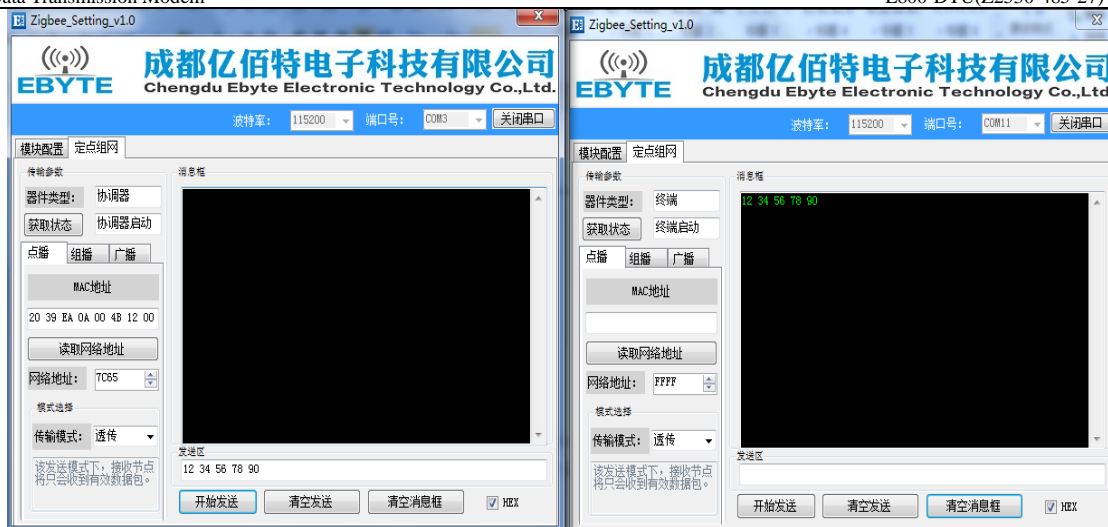 Zigbee_Setting_v1.0
EBYTE
成都亿佰特电子科技有限公司
Chengdu Ebyte Electronic Technology Co.,Ltd.
波特率: 115200 端口号: COM3 关闭串口
模块配置 定点组网
传输参数
器件类型: 协调器
获取状态 协调器启动
点播 组播 广播
MAC地址
20 39 EA 0A 00 4B 12 00
读取网络地址
网络地址: 7C65
模式选择
传输模式: 透传
该发送模式下，接收节点
将只会收到有效数据包。
消息框
发送区
12 34 56 78 90
开始发送 清空发送 清空消息框 HEX
Zigbee_Setting_v1.0
EBYTE
成都亿佰特电子科技有限公司
Chengdu Ebyte Electronic Technology Co.,Ltd
波特率: 115200 端口号: COM11 关闭串口
模块配置 定点组网
传输参数
器件类型: 终端
获取状态 终端启动
点播 组播 广播
MAC地址
读取网络地址
网络地址: FFFF
模式选择
传输模式: 透传
该发送模式下，接收节点
将只会收到有效数据包。
消息框
12 34 56 78 90
发送区
开始发送 清空发送 清空消息框 HEX